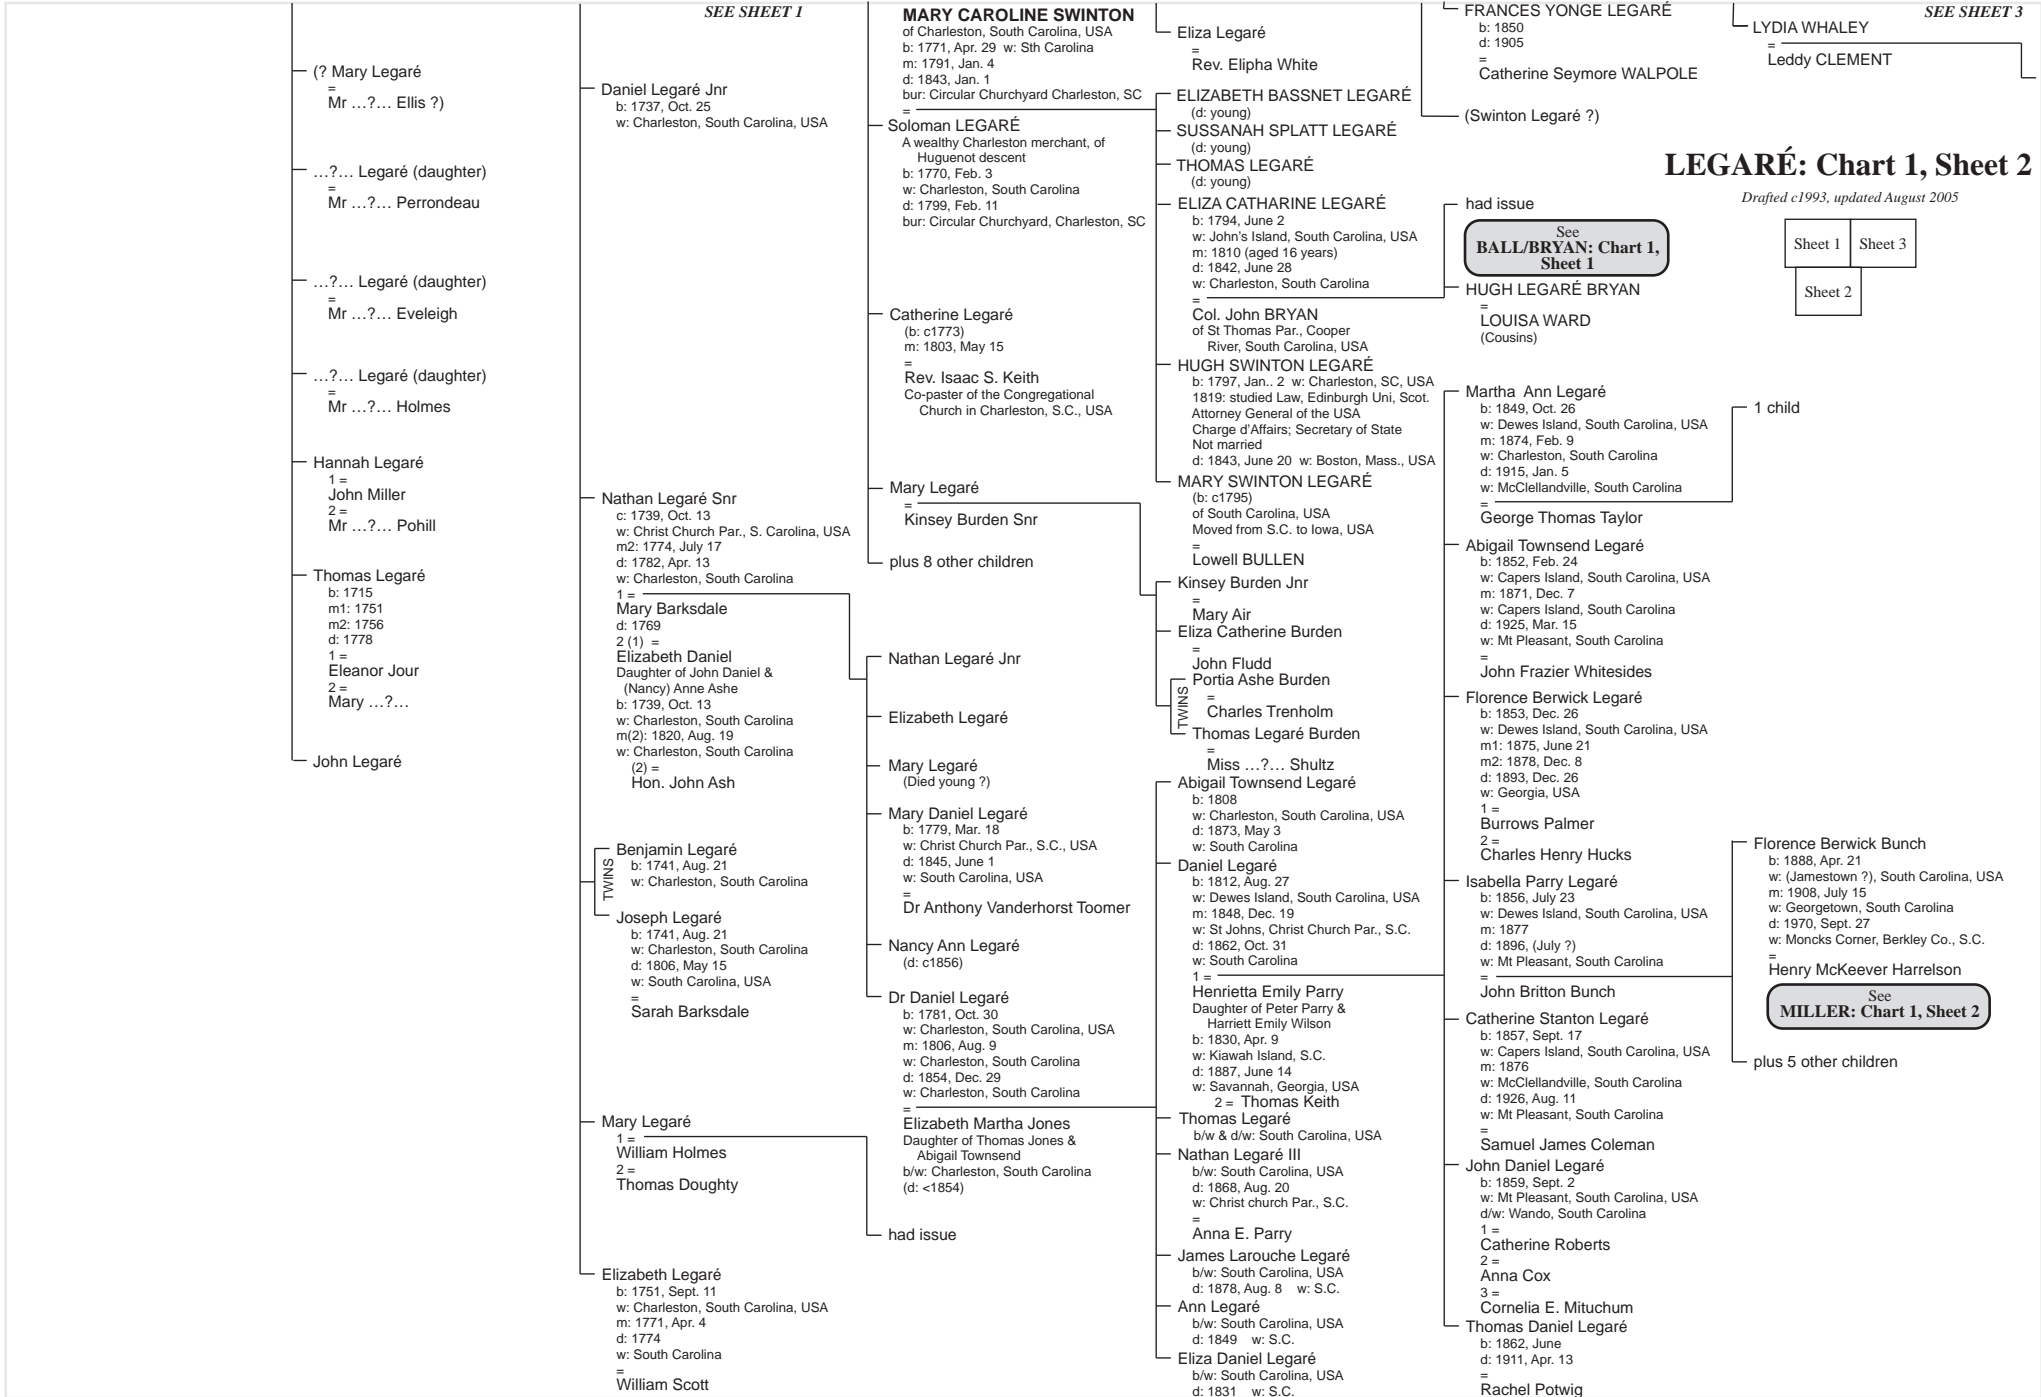 SEE SHEET 1
SEE SHEET 3
LEGARÉ: Chart 1, Sheet 2
Drafted c1993, updated August 2005
Sheet 1
Sheet 3
Sheet 2
(? Mary Legaré
=
Mr …?… Ellis ?)
…?… Legaré (daughter)
=
Mr …?… Perrondeau
…?… Legaré (daughter)
=
Mr …?… Eveleigh
…?… Legaré (daughter)
=
Mr …?… Holmes
Hannah Legaré
1 =
John Miller
2 =
Mr …?… Pohill
Thomas Legaré
b: 1715
m1: 1751
m2: 1756
d: 1778
1 =
Eleanor Jour
2 =
Mary …?…
John Legaré
Daniel Legaré Jnr
b: 1737, Oct. 25
w: Charleston, South Carolina, USA
Nathan Legaré Snr
c: 1739, Oct. 13
w: Christ Church Par., S. Carolina, USA
m2: 1774, July 17
d: 1782, Apr. 13
w: Charleston, South Carolina
1 =
Mary Barksdale
d: 1769
2 (1) =
Elizabeth Daniel
Daughter of John Daniel &
(Nancy) Anne Ashe
b: 1739, Oct. 13
w: Charleston, South Carolina
m(2): 1820, Aug. 19
w: Charleston, South Carolina
(2) =
Hon. John Ash
TWINS
Benjamin Legaré
b: 1741, Aug. 21
w: Charleston, South Carolina
Joseph Legaré
b: 1741, Aug. 21
w: Charleston, South Carolina
d: 1806, May 15
w: South Carolina, USA
=
Sarah Barksdale
Mary Legaré
1 =
William Holmes
2 =
Thomas Doughty
Elizabeth Legaré
b: 1751, Sept. 11
w: Charleston, South Carolina, USA
m: 1771, Apr. 4
d: 1774
w: South Carolina
=
William Scott
MARY CAROLINE SWINTON
of Charleston, South Carolina, USA
b: 1771, Apr. 29 w: Sth Carolina
m: 1791, Jan. 4
d: 1843, Jan. 1
bur: Circular Churchyard Charleston, SC
=
Soloman LEGARÉ
A wealthy Charleston merchant, of
Huguenot descent
b: 1770, Feb. 3
w: Charleston, South Carolina
d: 1799, Feb. 11
bur: Circular Churchyard, Charleston, SC
Catherine Legaré
(b: c1773)
m: 1803, May 15
=
Rev. Isaac S. Keith
Co-paster of the Congregational
Church in Charleston, S.C., USA
Mary Legaré
=
Kinsey Burden Snr
plus 8 other children
Nathan Legaré Jnr
Elizabeth Legaré
Mary Legaré
(Died young ?)
Mary Daniel Legaré
b: 1779, Mar. 18
w: Christ Church Par., S.C., USA
d: 1845, June 1
w: South Carolina, USA
=
Dr Anthony Vanderhorst Toomer
Nancy Ann Legaré
(d: c1856)
Dr Daniel Legaré
b: 1781, Oct. 30
w: Charleston, South Carolina, USA
m: 1806, Aug. 9
w: Charleston, South Carolina
d: 1854, Dec. 29
w: Charleston, South Carolina
=
Elizabeth Martha Jones
Daughter of Thomas Jones &
Abigail Townsend
b/w: Charleston, South Carolina
(d: <1854)
had issue
Eliza Legaré
=
Rev. Elipha White
ELIZABETH BASSNET LEGARÉ
(d: young)
SUSSANAH SPLATT LEGARÉ
(d: young)
THOMAS LEGARÉ
(d: young)
ELIZA CATHARINE LEGARÉ
b: 1794, June 2
w: John's Island, South Carolina, USA
m: 1810 (aged 16 years)
d: 1842, June 28
w: Charleston, South Carolina
=
Col. John BRYAN
of St Thomas Par., Cooper
River, South Carolina, USA
HUGH SWINTON LEGARÉ
b: 1797, Jan.. 2 w: Charleston, SC, USA
1819: studied Law, Edinburgh Uni, Scot.
Attorney General of the USA
Charge d'Affairs; Secretary of State
Not married
d: 1843, June 20 w: Boston, Mass., USA
MARY SWINTON LEGARÉ
(b: c1795)
of South Carolina, USA
Moved from S.C. to Iowa, USA
=
Lowell BULLEN
Kinsey Burden Jnr
=
Mary Air
Eliza Catherine Burden
=
John Fludd
TWINS
Portia Ashe Burden
=
Charles Trenholm
Thomas Legaré Burden
=
Miss …?… Shultz
Abigail Townsend Legaré
b: 1808
w: Charleston, South Carolina, USA
d: 1873, May 3
w: South Carolina
Daniel Legaré
b: 1812, Aug. 27
w: Dewes Island, South Carolina, USA
m: 1848, Dec. 19
w: St Johns, Christ Church Par., S.C.
d: 1862, Oct. 31
w: South Carolina
1 =
Henrietta Emily Parry
Daughter of Peter Parry &
Harriett Emily Wilson
b: 1830, Apr. 9
w: Kiawah Island, S.C.
d: 1887, June 14
w: Savannah, Georgia, USA
2 = Thomas Keith
Thomas Legaré
b/w & d/w: South Carolina, USA
Nathan Legaré III
b/w: South Carolina, USA
d: 1868, Aug. 20
w: Christ church Par., S.C.
=
Anna E. Parry
James Larouche Legaré
b/w: South Carolina, USA
d: 1878, Aug. 8 w: S.C.
Ann Legaré
b/w: South Carolina, USA
d: 1849 w: S.C.
Eliza Daniel Legaré
b/w: South Carolina, USA
d: 1831 w: S.C.
FRANCES YONGE LEGARÉ
b: 1850
d: 1905
=
Catherine Seymore WALPOLE
(Swinton Legaré ?)
had issue
See
BALL/BRYAN: Chart 1,
Sheet 1
HUGH LEGARÉ BRYAN
=
LOUISA WARD
(Cousins)
Martha Ann Legaré
b: 1849, Oct. 26
w: Dewes Island, South Carolina, USA
m: 1874, Feb. 9
w: Charleston, South Carolina
d: 1915, Jan. 5
w: McClellandville, South Carolina
=
George Thomas Taylor
Abigail Townsend Legaré
b: 1852, Feb. 24
w: Capers Island, South Carolina, USA
m: 1871, Dec. 7
w: Capers Island, South Carolina
d: 1925, Mar. 15
w: Mt Pleasant, South Carolina
=
John Frazier Whitesides
Florence Berwick Legaré
b: 1853, Dec. 26
w: Dewes Island, South Carolina, USA
m1: 1875, June 21
m2: 1878, Dec. 8
d: 1893, Dec. 26
w: Georgia, USA
1 =
Burrows Palmer
2 =
Charles Henry Hucks
Isabella Parry Legaré
b: 1856, July 23
w: Dewes Island, South Carolina, USA
m: 1877
d: 1896, (July ?)
w: Mt Pleasant, South Carolina
=
John Britton Bunch
Catherine Stanton Legaré
b: 1857, Sept. 17
w: Capers Island, South Carolina, USA
m: 1876
w: McClellandville, South Carolina
d: 1926, Aug. 11
w: Mt Pleasant, South Carolina
=
Samuel James Coleman
John Daniel Legaré
b: 1859, Sept. 2
w: Mt Pleasant, South Carolina, USA
d/w: Wando, South Carolina
1 =
Catherine Roberts
2 =
Anna Cox
3 =
Cornelia E. Mituchum
Thomas Daniel Legaré
b: 1862, June
d: 1911, Apr. 13
=
Rachel Potwig
LYDIA WHALEY
=
Leddy CLEMENT
1 child
Florence Berwick Bunch
b: 1888, Apr. 21
w: (Jamestown ?), South Carolina, USA
m: 1908, July 15
w: Georgetown, South Carolina
d: 1970, Sept. 27
w: Moncks Corner, Berkley Co., S.C.
=
Henry McKeever Harrelson
See
MILLER: Chart 1, Sheet 2
plus 5 other children